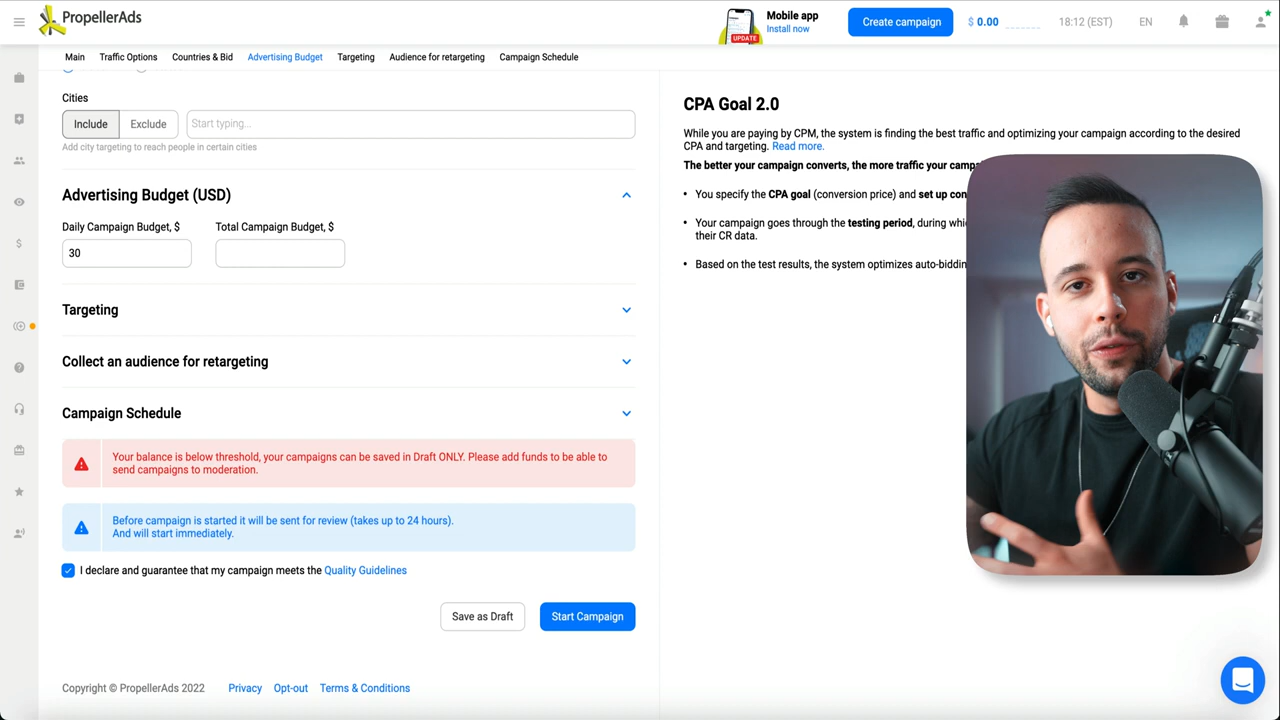 PropellerAds
Mobile app
Install now
UPDATE
Create campaign
$ 0.00
18:12 (EST)
EN
Main
Traffic Options
Countries & Bid
Advertising Budget
Targeting
Audience for retargeting
Campaign Schedule
Cities
Include
Exclude
Start typing...
Add city targeting to reach people in certain cities
Advertising Budget (USD)
Daily Campaign Budget, $
Total Campaign Budget, $
30
Targeting
Collect an audience for retargeting
Campaign Schedule
Your balance is below threshold, your campaigns can be saved in Draft ONLY. Please add funds to be able to
send campaigns to moderation.
Before campaign is started it will be sent for review (takes up to 24 hours).
And will start immediately.
I declare and guarantee that my campaign meets the Quality Guidelines
Save as Draft
Start Campaign
Copyright © PropellerAds 2022
Privacy
Opt-out
Terms & Conditions
CPA Goal 2.0
While you are paying by CPM, the system is finding the best traffic and optimizing your campaign according to the desired
CPA and targeting. Read more.
The better your campaign converts, the more traffic your
You specify the CPA goal (conversion price) and set up
Your campaign goes through the testing period, during
their CR data.
Based on the test results, the system optimizes